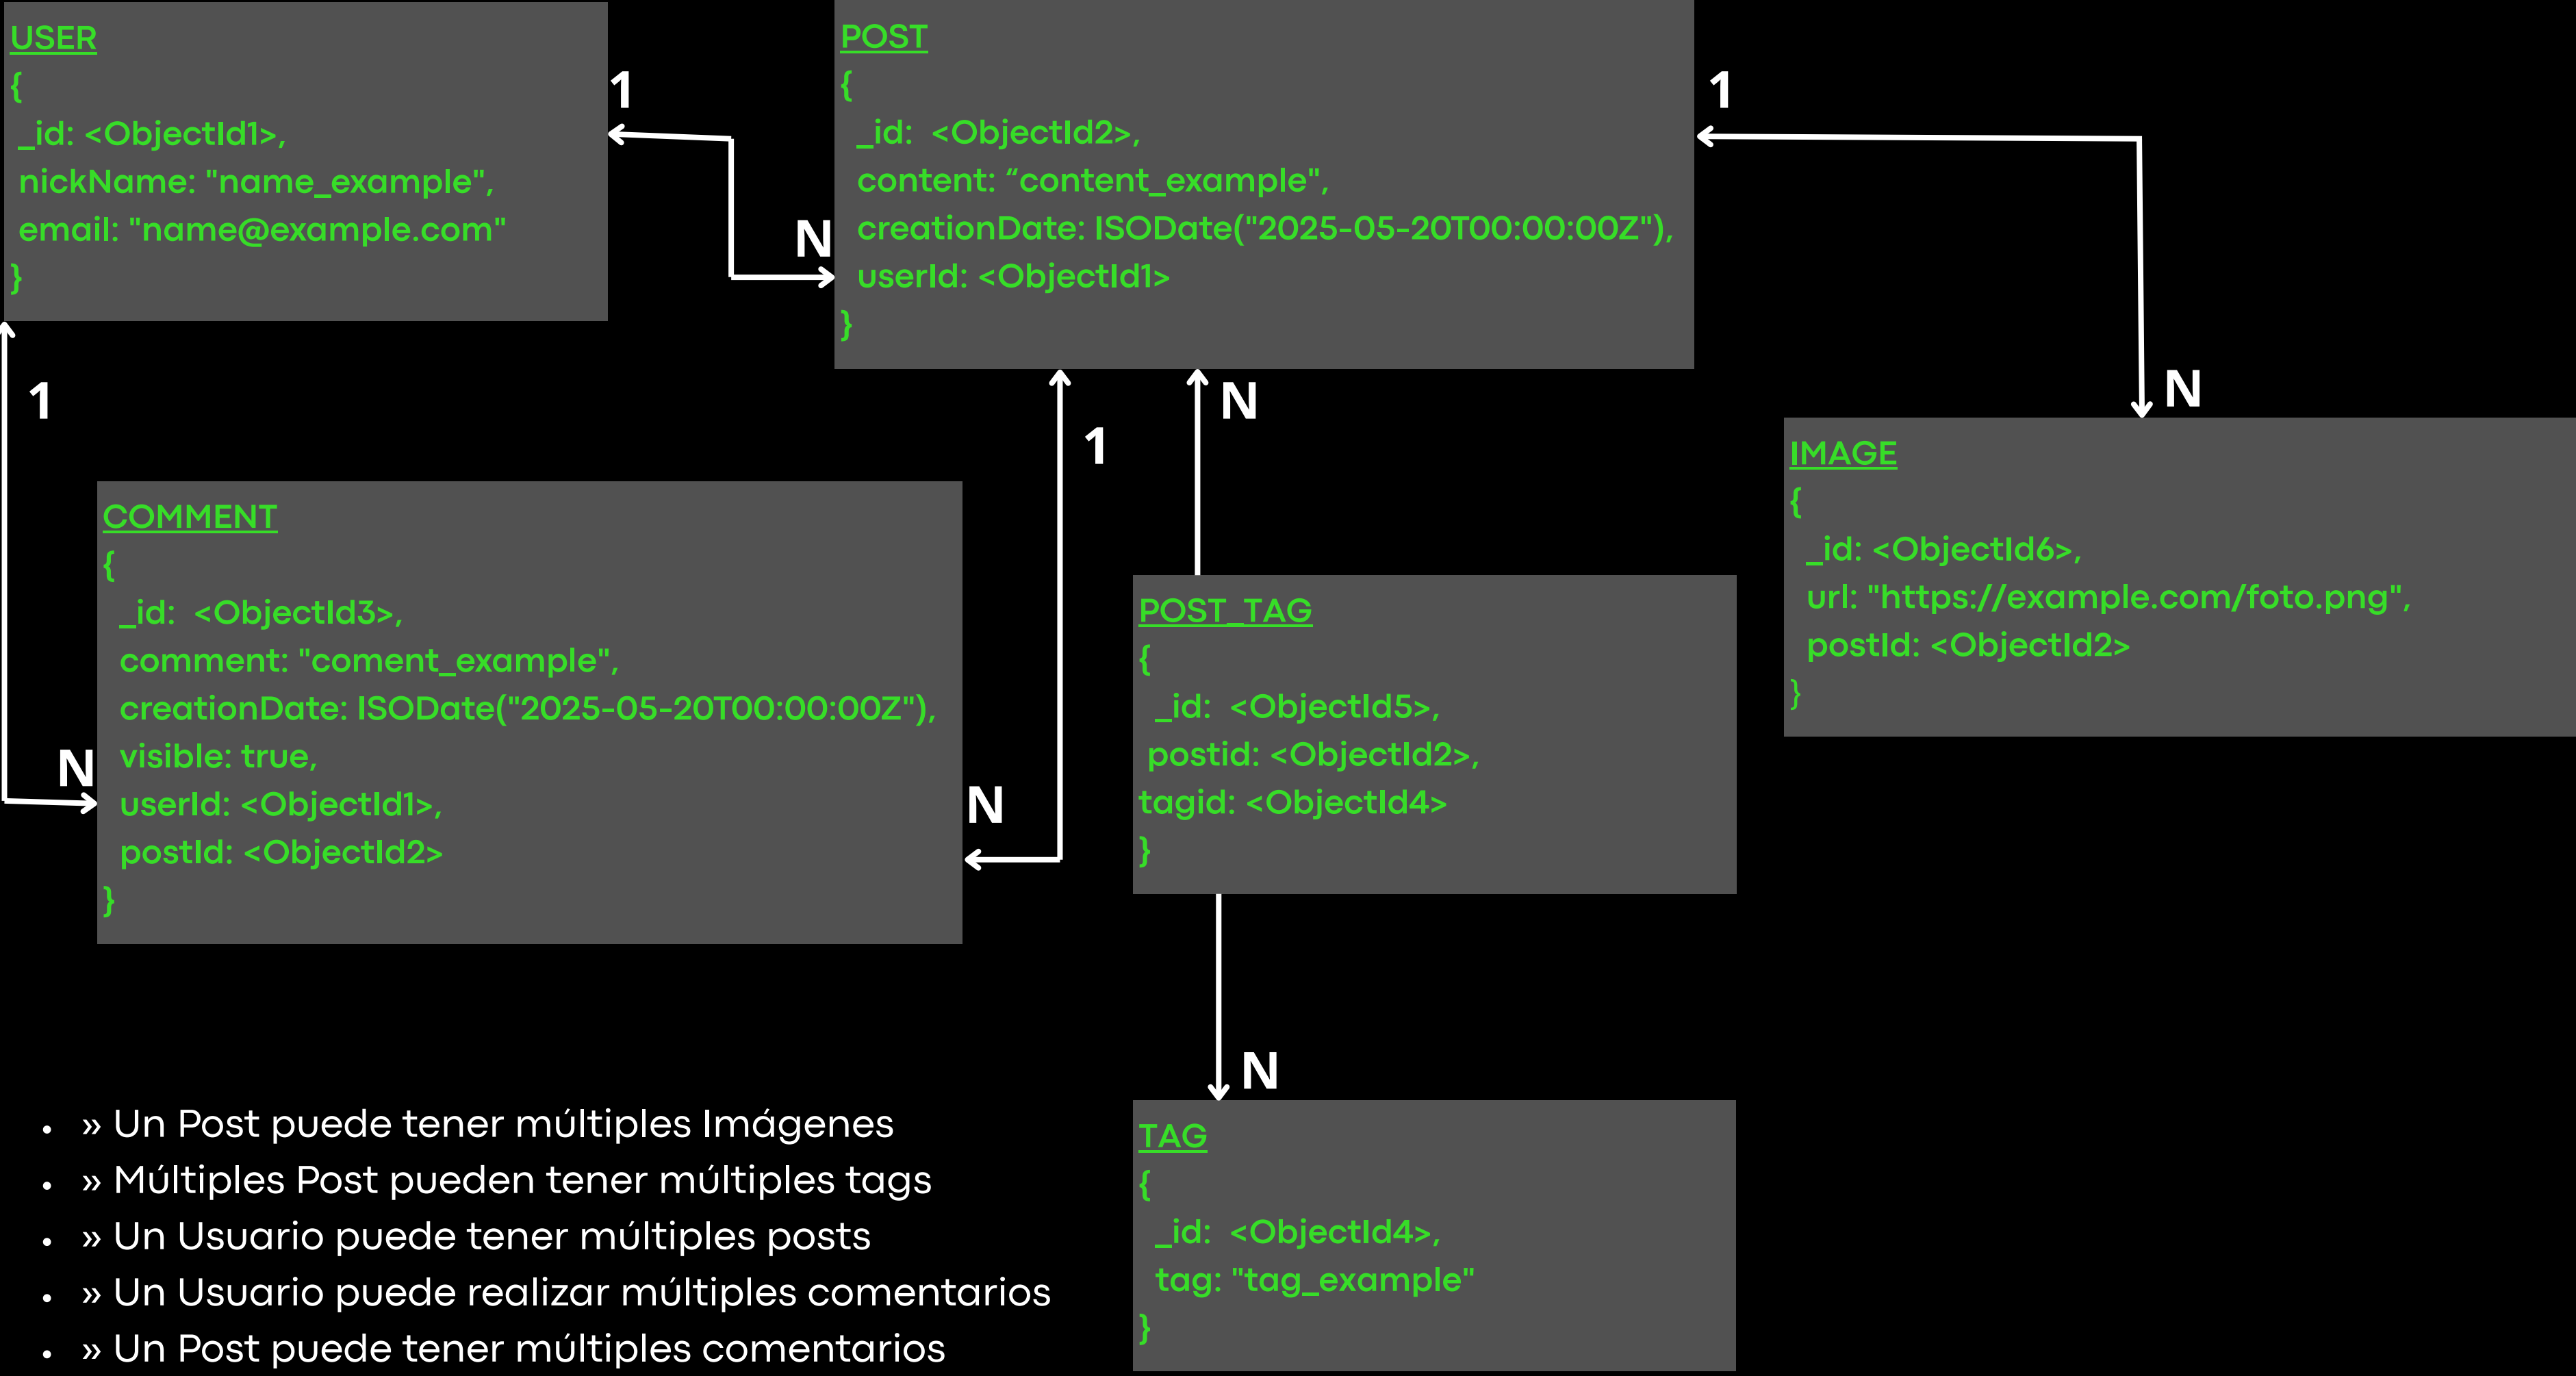 USER
{
_id: <ObjectId1>,
nickName: "name_example",
email: "name@example.com"
}
1
N
POST
{
_id: <ObjectId2>,
content: “content_example",
creationDate: ISODate("2025-05-20T00:00:00Z"),
userId: <ObjectId1>
}
1
N
1
N
COMMENT
{
_id: <ObjectId3>,
comment: "coment_example",
creationDate: ISODate("2025-05-20T00:00:00Z"),
visible: true,
userId: <ObjectId1>,
postId: <ObjectId2>
}
1
N
N
POST_TAG
{
_id: <ObjectId5>,
postid: <ObjectId2>,
tagid: <ObjectId4>
}
N
IMAGE
{
_id: <ObjectId6>,
url: "https://example.com/foto.png",
postId: <ObjectId2>
}
TAG
{
_id: <ObjectId4>,
tag: "tag_example"
}
• » Un Post puede tener múltiples Imágenes
• » Múltiples Post pueden tener múltiples tags
• » Un Usuario puede tener múltiples posts
• » Un Usuario puede realizar múltiples comentarios
• » Un Post puede tener múltiples comentarios